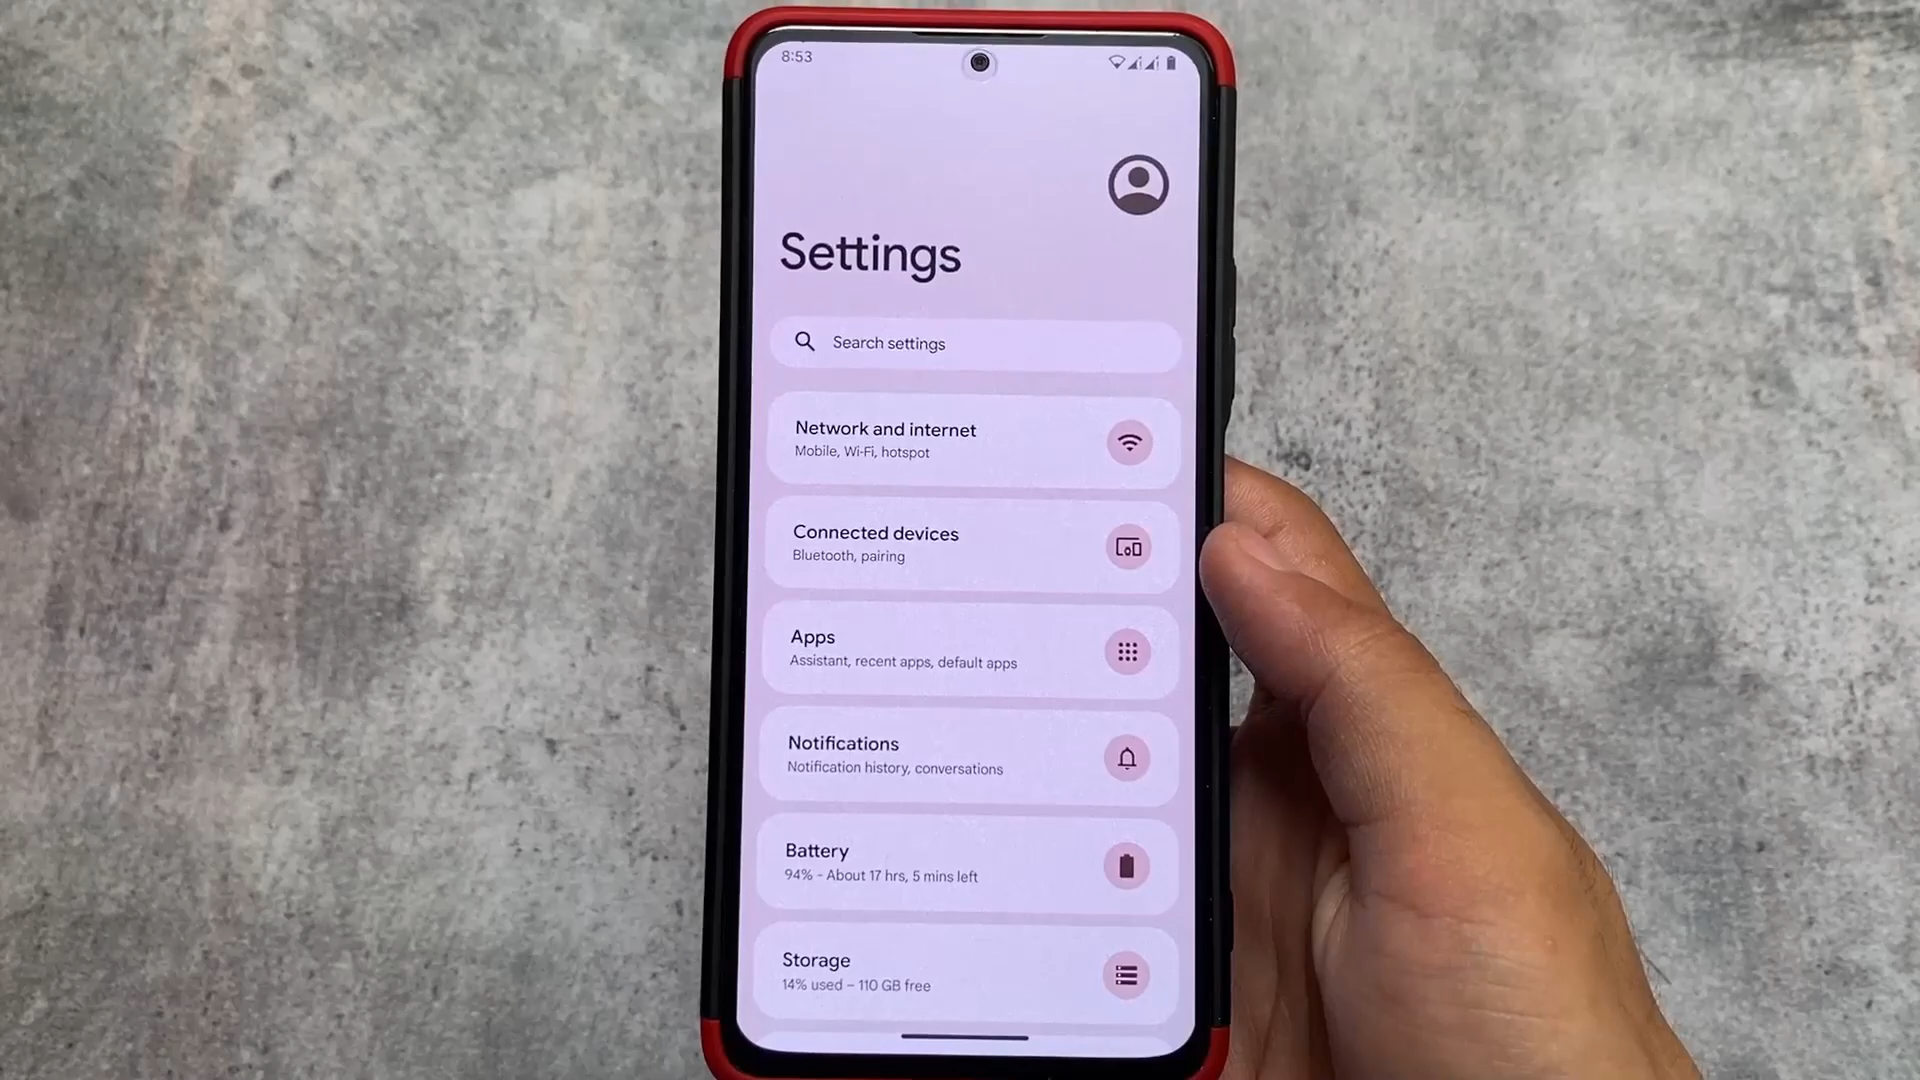 8:53
Settings
Search settings
Network and internet
Mobile, Wi-Fi, hotspot
Connected devices
Bluetooth, pairing
Apps
Assistant, recent apps, default apps
Notifications
Notification history, conversations
Battery
94% - About 17 hrs, 5 mins left
Storage
14% used – 110 GB free